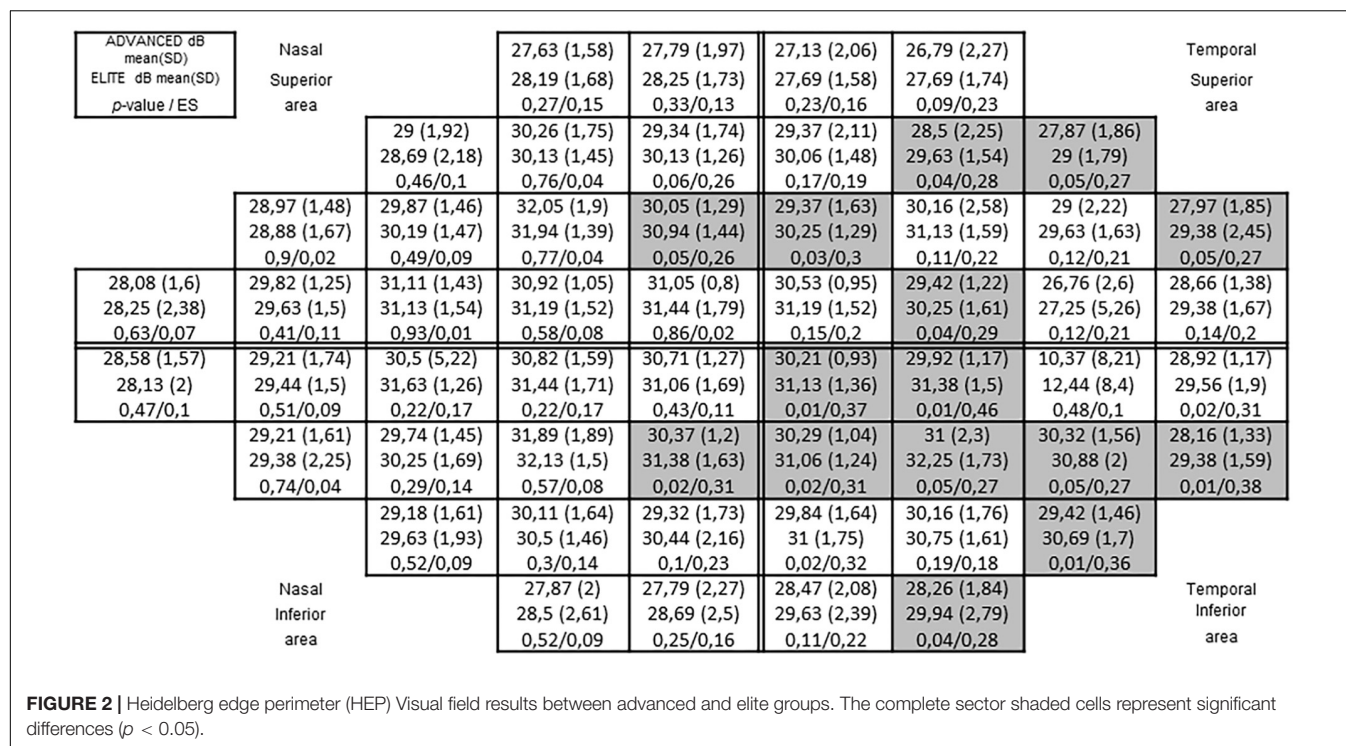 ADVANCED dB
mean(SD)
ELITE dB mean(SD)
p-value / ES
Nasal
Superior
area
27,63 (1,58) 27,79 (1,97) 27,13 (2,06) 26,79 (2,27)
28,19 (1,68) 28,25 (1,73) 27,69 (1,58) 27,69 (1,74)
0,27/0,15 0,33/0,13 0,23/0,16 0,09/0,23
Temporal
Superior
area
29 (1,92) 30,26 (1,75) 29,34 (1,74) 29,37 (2,11) 28,5 (2,25) 27,87 (1,86)
28,69 (2,18) 30,13 (1,45) 30,13 (1,26) 30,06 (1,48) 29,63 (1,54) 29 (1,79)
0,46/0,1 0,76/0,04 0,06/0,26 0,17/0,19 0,04/0,28 0,05/0,27
28,97 (1,48) 29,87 (1,46) 32,05 (1,9) 30,05 (1,29) 29,37 (1,63) 30,16 (2,58) 29 (2,22) 27,97 (1,85)
28,88 (1,67) 30,19 (1,47) 31,94 (1,39) 30,94 (1,44) 30,25 (1,29) 31,13 (1,59) 29,63 (1,63) 29,38 (2,45)
0,9/0,02 0,49/0,09 0,77/0,04 0,05/0,26 0,03/0,3 0,11/0,22 0,12/0,21 0,05/0,27
28,08 (1,6) 29,82 (1,25) 31,11 (1,43) 30,92 (1,05) 31,05 (0,8) 30,53 (0,95) 29,42 (1,22) 26,76 (2,6) 28,66 (1,38)
28,25 (2,38) 29,63 (1,5) 31,13 (1,54) 31,19 (1,52) 31,44 (1,79) 31,19 (1,52) 30,25 (1,61) 27,25 (5,26) 29,38 (1,67)
0,63/0,07 0,41/0,11 0,93/0,01 0,58/0,08 0,86/0,02 0,15/0,2 0,04/0,29 0,12/0,21 0,14/0,2
28,58 (1,57) 29,21 (1,74) 30,5 (5,22) 30,82 (1,59) 30,71 (1,27) 30,21 (0,93) 29,92 (1,17) 10,37 (8,21) 28,92 (1,17)
28,13 (2) 29,44 (1,5) 31,63 (1,26) 31,44 (1,71) 31,06 (1,69) 31,13 (1,36) 31,38 (1,5) 12,44 (8,4) 29,56 (1,9)
0,47/0,1 0,51/0,09 0,22/0,17 0,22/0,17 0,43/0,11 0,01/0,37 0,01/0,46 0,48/0,1 0,02/0,31
29,21 (1,61) 29,74 (1,45) 31,89 (1,89) 30,37 (1,2) 30,29 (1,04) 31 (2,3) 30,32 (1,56) 28,16 (1,33)
29,38 (2,25) 30,25 (1,69) 32,13 (1,5) 31,38 (1,63) 31,06 (1,24) 32,25 (1,73) 30,88 (2) 29,38 (1,59)
0,74/0,04 0,29/0,14 0,57/0,08 0,02/0,31 0,02/0,31 0,05/0,27 0,05/0,27 0,01/0,38
29,18 (1,61) 30,11 (1,64) 29,32 (1,73) 29,84 (1,64) 30,16 (1,76) 29,42 (1,46)
29,63 (1,93) 30,5 (1,46) 30,44 (2,16) 31 (1,75) 30,75 (1,61) 30,69 (1,7)
0,52/0,09 0,3/0,14 0,1/0,23 0,02/0,32 0,19/0,18 0,01/0,36
Nasal
Inferior
area
27,87 (2) 27,79 (2,27) 28,47 (2,08) 28,26 (1,84)
28,5 (2,61) 28,69 (2,5) 29,63 (2,39) 29,94 (2,79)
0,52/0,09 0,25/0,16 0,11/0,22 0,04/0,28
Temporal
Inferior
area
FIGURE 2 | Heidelberg edge perimeter (HEP) Visual field results between advanced and elite groups. The complete sector shaded cells represent significant
differences (p < 0.05).